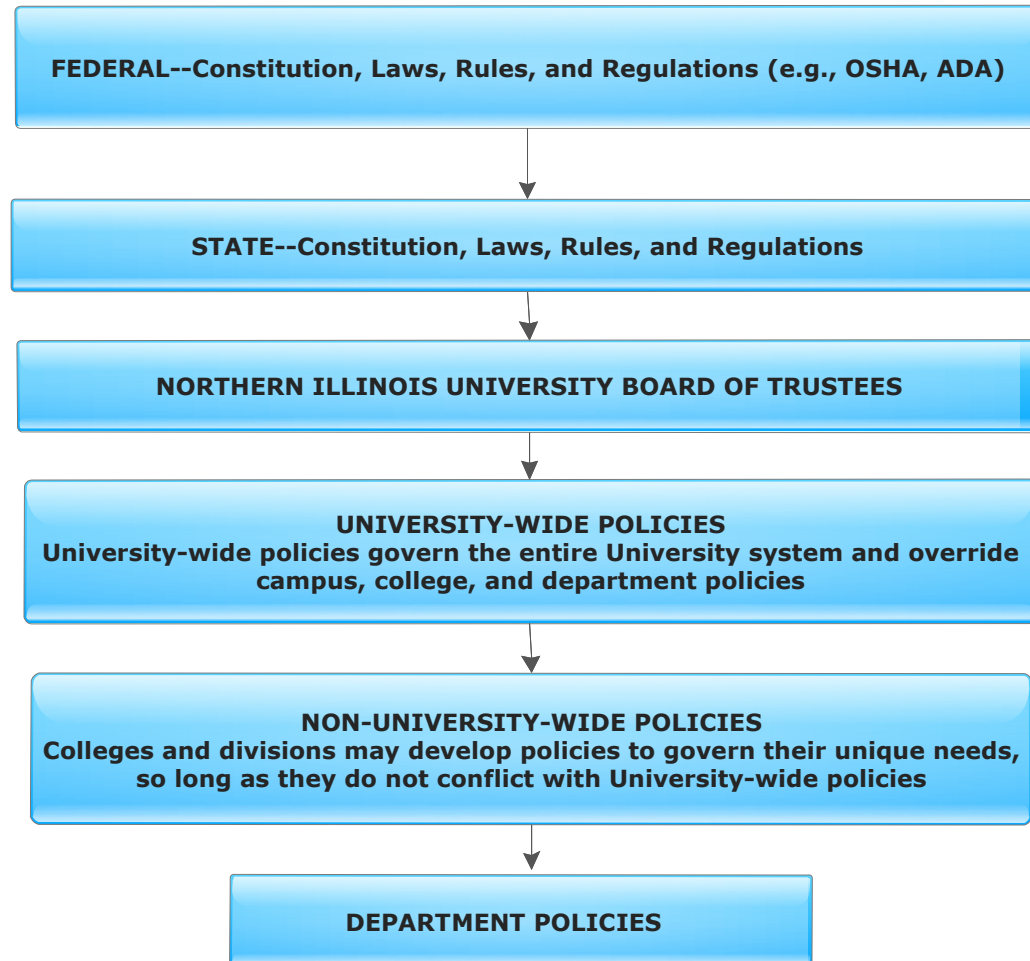 FEDERAL--Constitution, Laws, Rules, and Regulations (e.g., OSHA, ADA)
STATE--Constitution, Laws, Rules, and Regulations
NORTHERN ILLINOIS UNIVERSITY BOARD OF TRUSTEES
UNIVERSITY-WIDE POLICIES
University-wide policies govern the entire University system and override
campus, college, and department policies
NON-UNIVERSITY-WIDE POLICIES
Colleges and divisions may develop policies to govern their unique needs,
so long as they do not conflict with University-wide policies
DEPARTMENT POLICIES